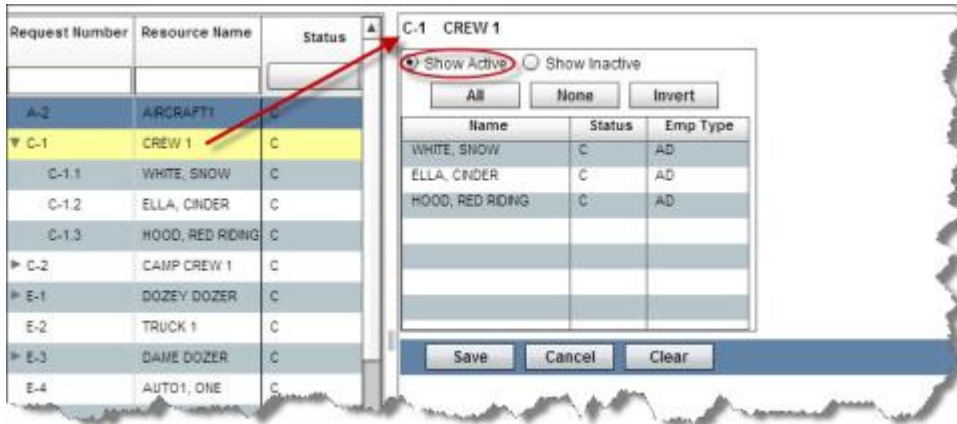 Request Number Resource Name Status
A-2 AIRCRAFT1 C
C-1 CREW 1 C
C-1.1 WHITE, SNOW C
C-1.2 ELLA, CINDER C
C-1.3 HOOD, RED RIDING C
C-2 CAMP CREW 1 C
E-1 DOZEY DOZER C
E-2 TRUCK 1 C
E-3 DAME DOZER C
E-4 AUTO1, ONE C
C-1 CREW 1
Show Active Show Inactive
All None Invert
Name Status Emp Type
WHITE, SNOW C AD
ELLA, CINDER C AD
HOOD, RED RIDING C AD
Save Cancel Clear